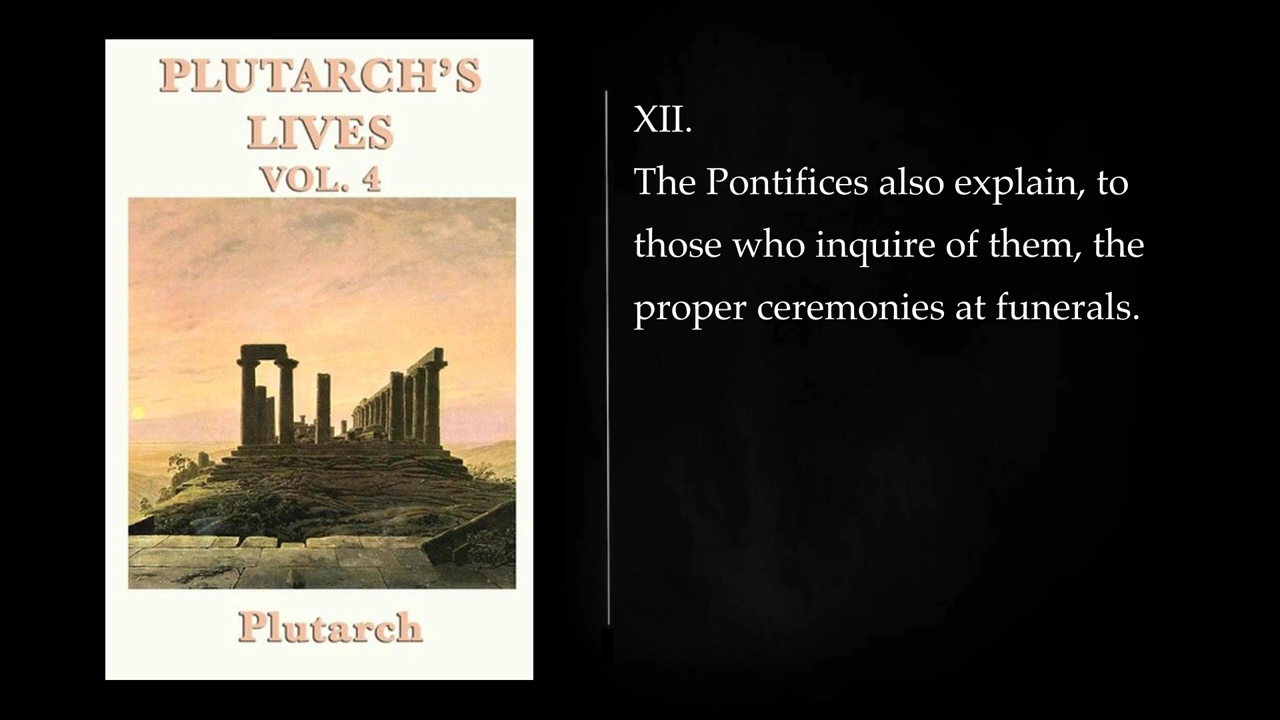 PLUTARCH'S
LIVES
VOL. 4
Plutarch
XII.
The Pontifices also explain, to
those who inquire of them, the
proper ceremonies at funerals.